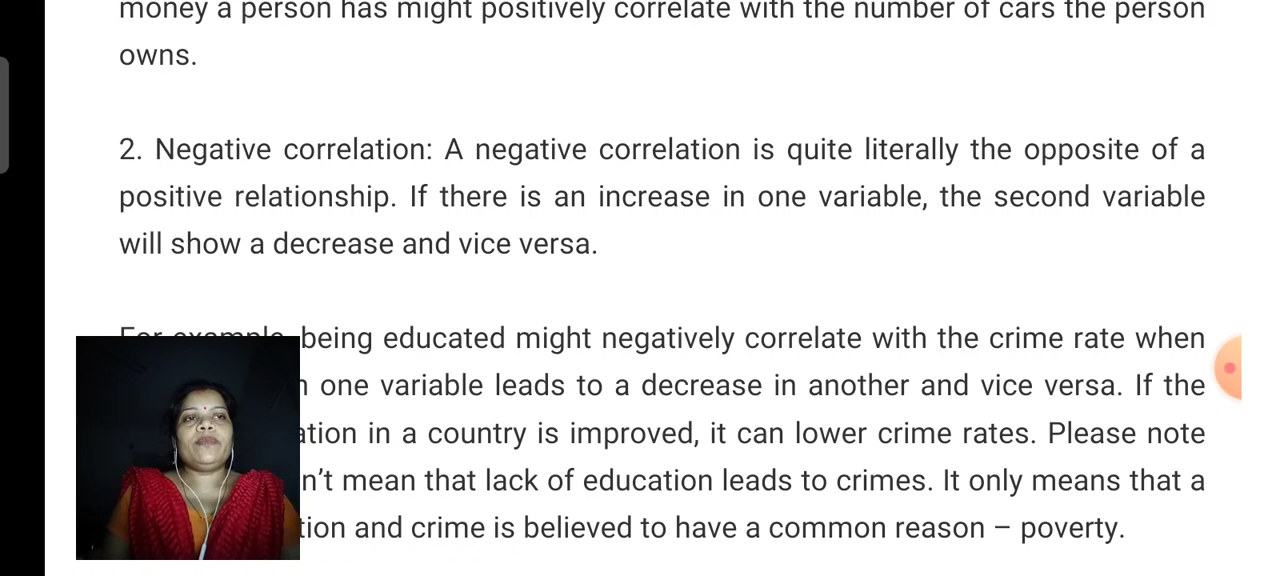 money a person has might positively correlate with the number of cars the person
owns.
2. Negative correlation: A negative correlation is quite literally the opposite of a
positive relationship. If there is an increase in one variable, the second variable
will show a decrease and vice versa.
For example, being educated might negatively correlate with the crime rate when
one variable leads to a decrease in another and vice versa. If the
in a country is improved, it can lower crime rates. Please note
mean that lack of education leads to crimes. It only means that a
and crime is believed to have a common reason – poverty.